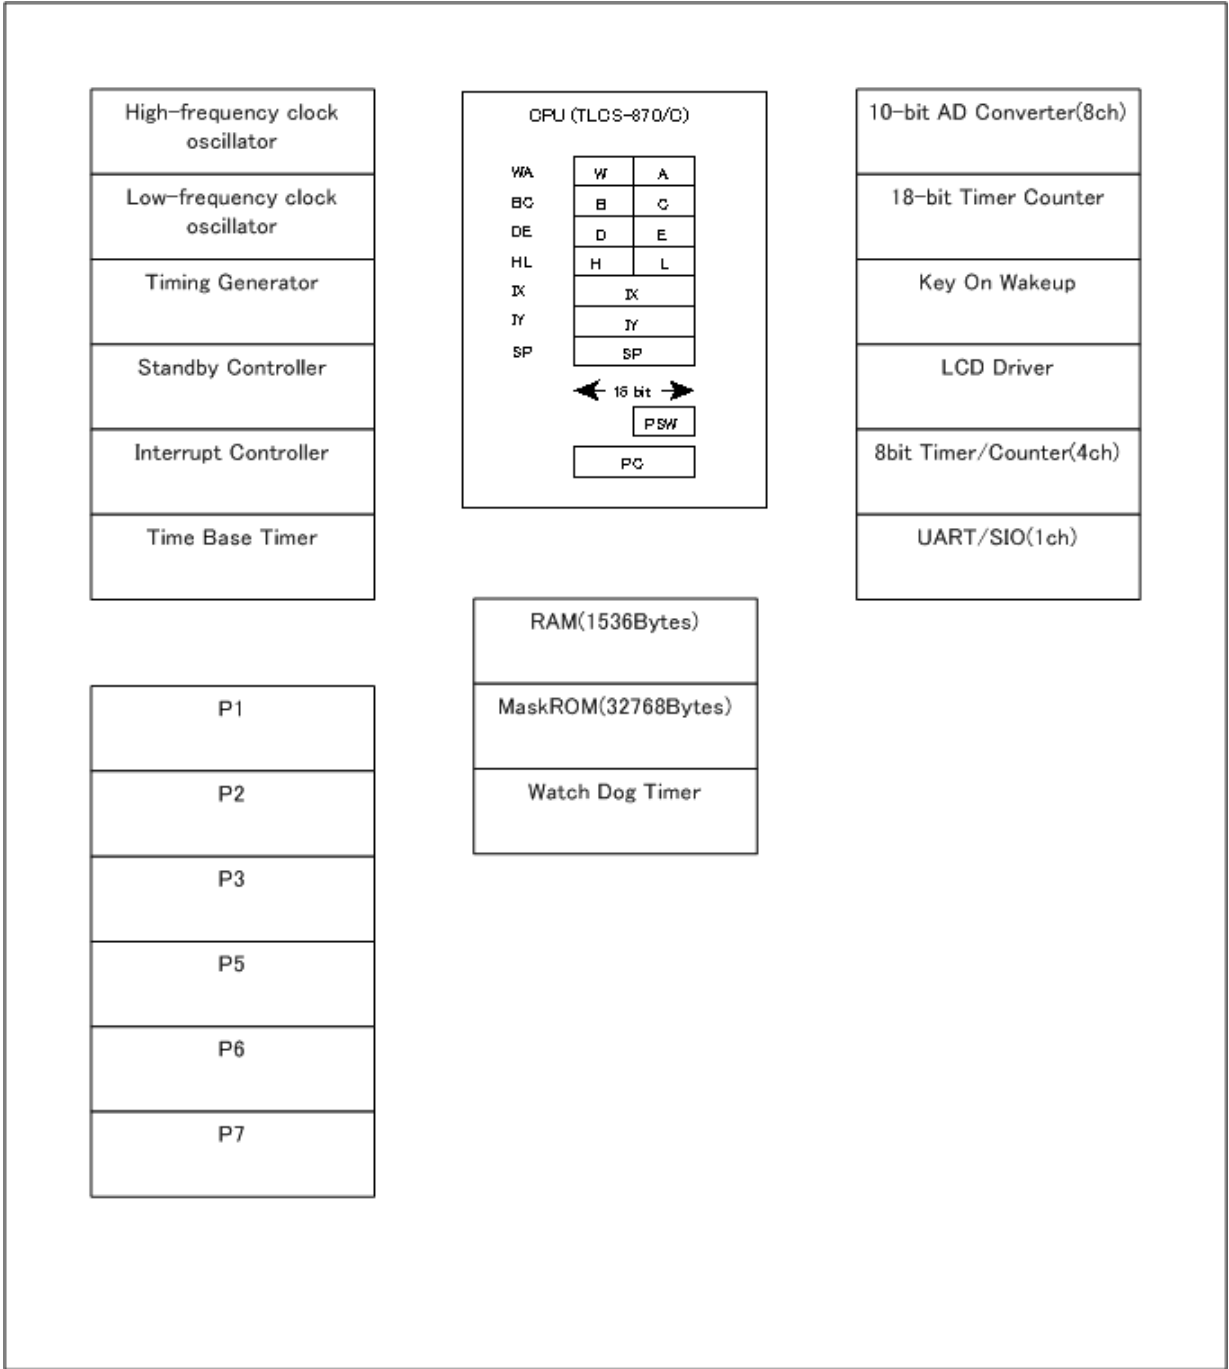 High-frequency clock
oscillator
Low-frequency clock
oscillator
Timing Generator
Standby Controller
Interrupt Controller
Time Base Timer
P1
P2
P3
P5
P6
P7
CPU (TLCS-870/C)
WA W A
BC B C
DE D E
HL H L
IX IX
IY IY
SP SP
16 bit
PSW
PC
RAM(1536Bytes)
MaskROM(32768Bytes)
Watch Dog Timer
10-bit AD Converter(8ch)
18-bit Timer Counter
Key On Wakeup
LCD Driver
8bit Timer/Counter(4ch)
UART/SIO(1ch)